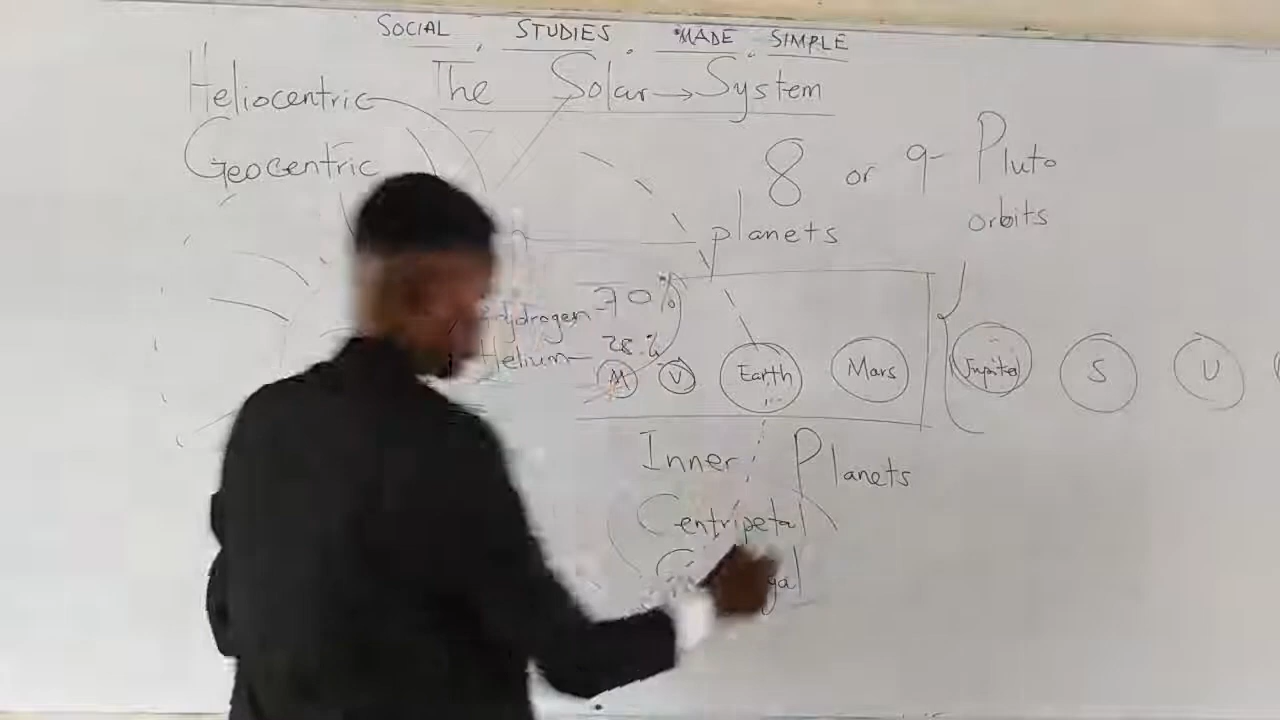 SOCIAL STUDIES MADE SIMPLE
The Solar → System
Heliocentric
Geocentric
8 or 9 - Pluto
planets
orbits
Hydrogen - 70%
Helium - 28%
M V Earth Mars Jupiter S U
Inner Planets
Centripetal